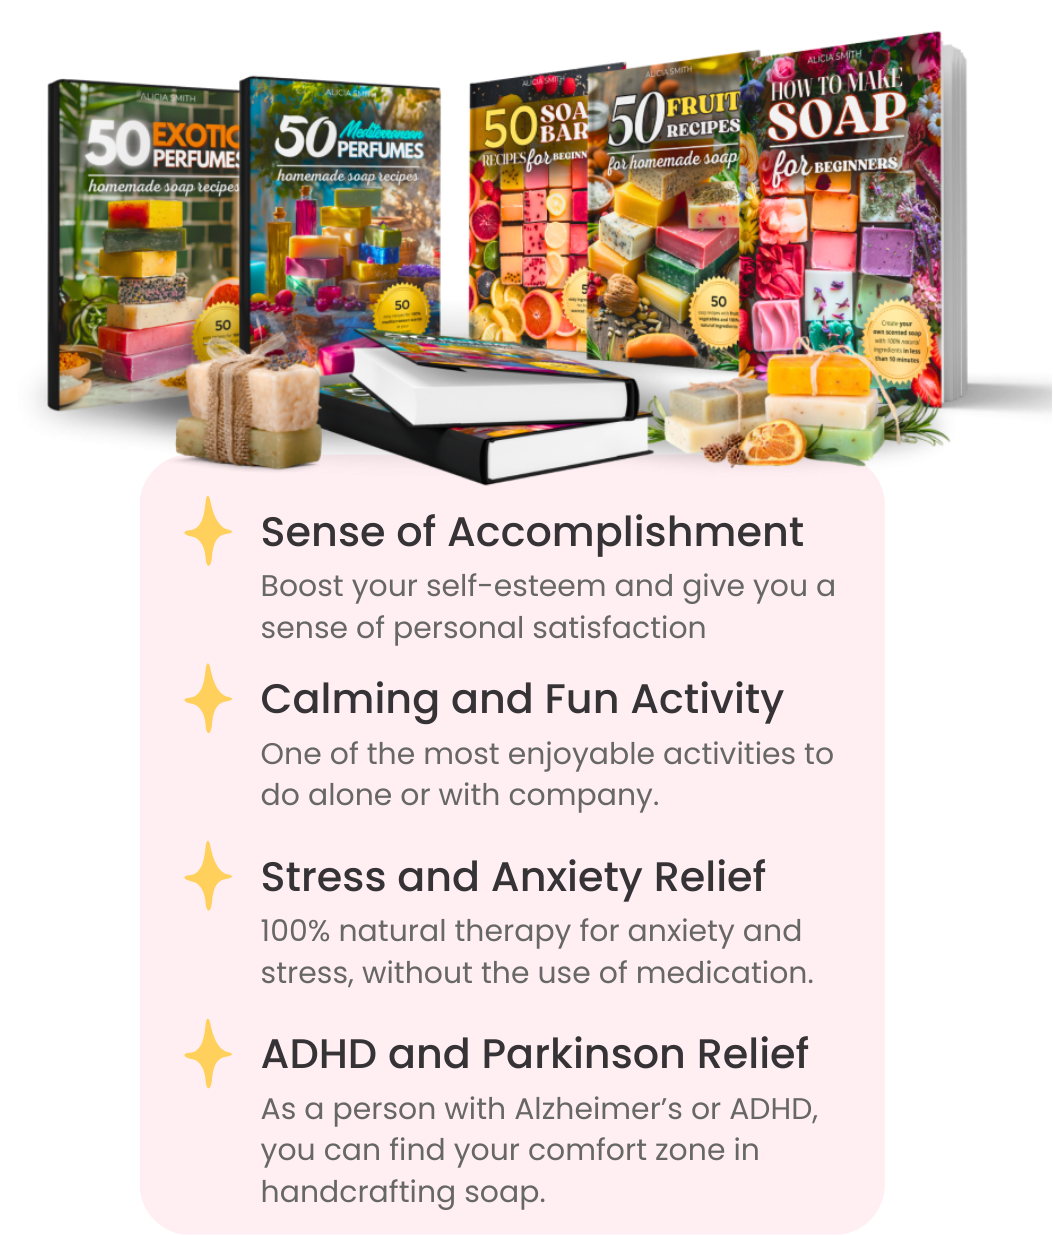 ALICIA SMITH
50 EXOTIC
PERFUMES
homemade soap recipes
50
ALICIA SMITH
50 Mediterranean
PERFUMES
homemade soap recipes
50
ALICIA SMITH
50 SOA
BAR
RECIPES for BEGINN
ALICIA SMITH
50 FRUIT
RECIPES
for homemade soap
50
ALICIA SMITH
HOW TO MAKE
SOAP
for BEGINNERS
Create your
own scented soap
with 100% natural
ingredients in less
than 10 minutes
Sense of Accomplishment
Boost your self-esteem and give you a
sense of personal satisfaction
Calming and Fun Activity
One of the most enjoyable activities to
do alone or with company.
Stress and Anxiety Relief
100% natural therapy for anxiety and
stress, without the use of medication.
ADHD and Parkinson Relief
As a person with Alzheimer’s or ADHD,
you can find your comfort zone in
handcrafting soap.